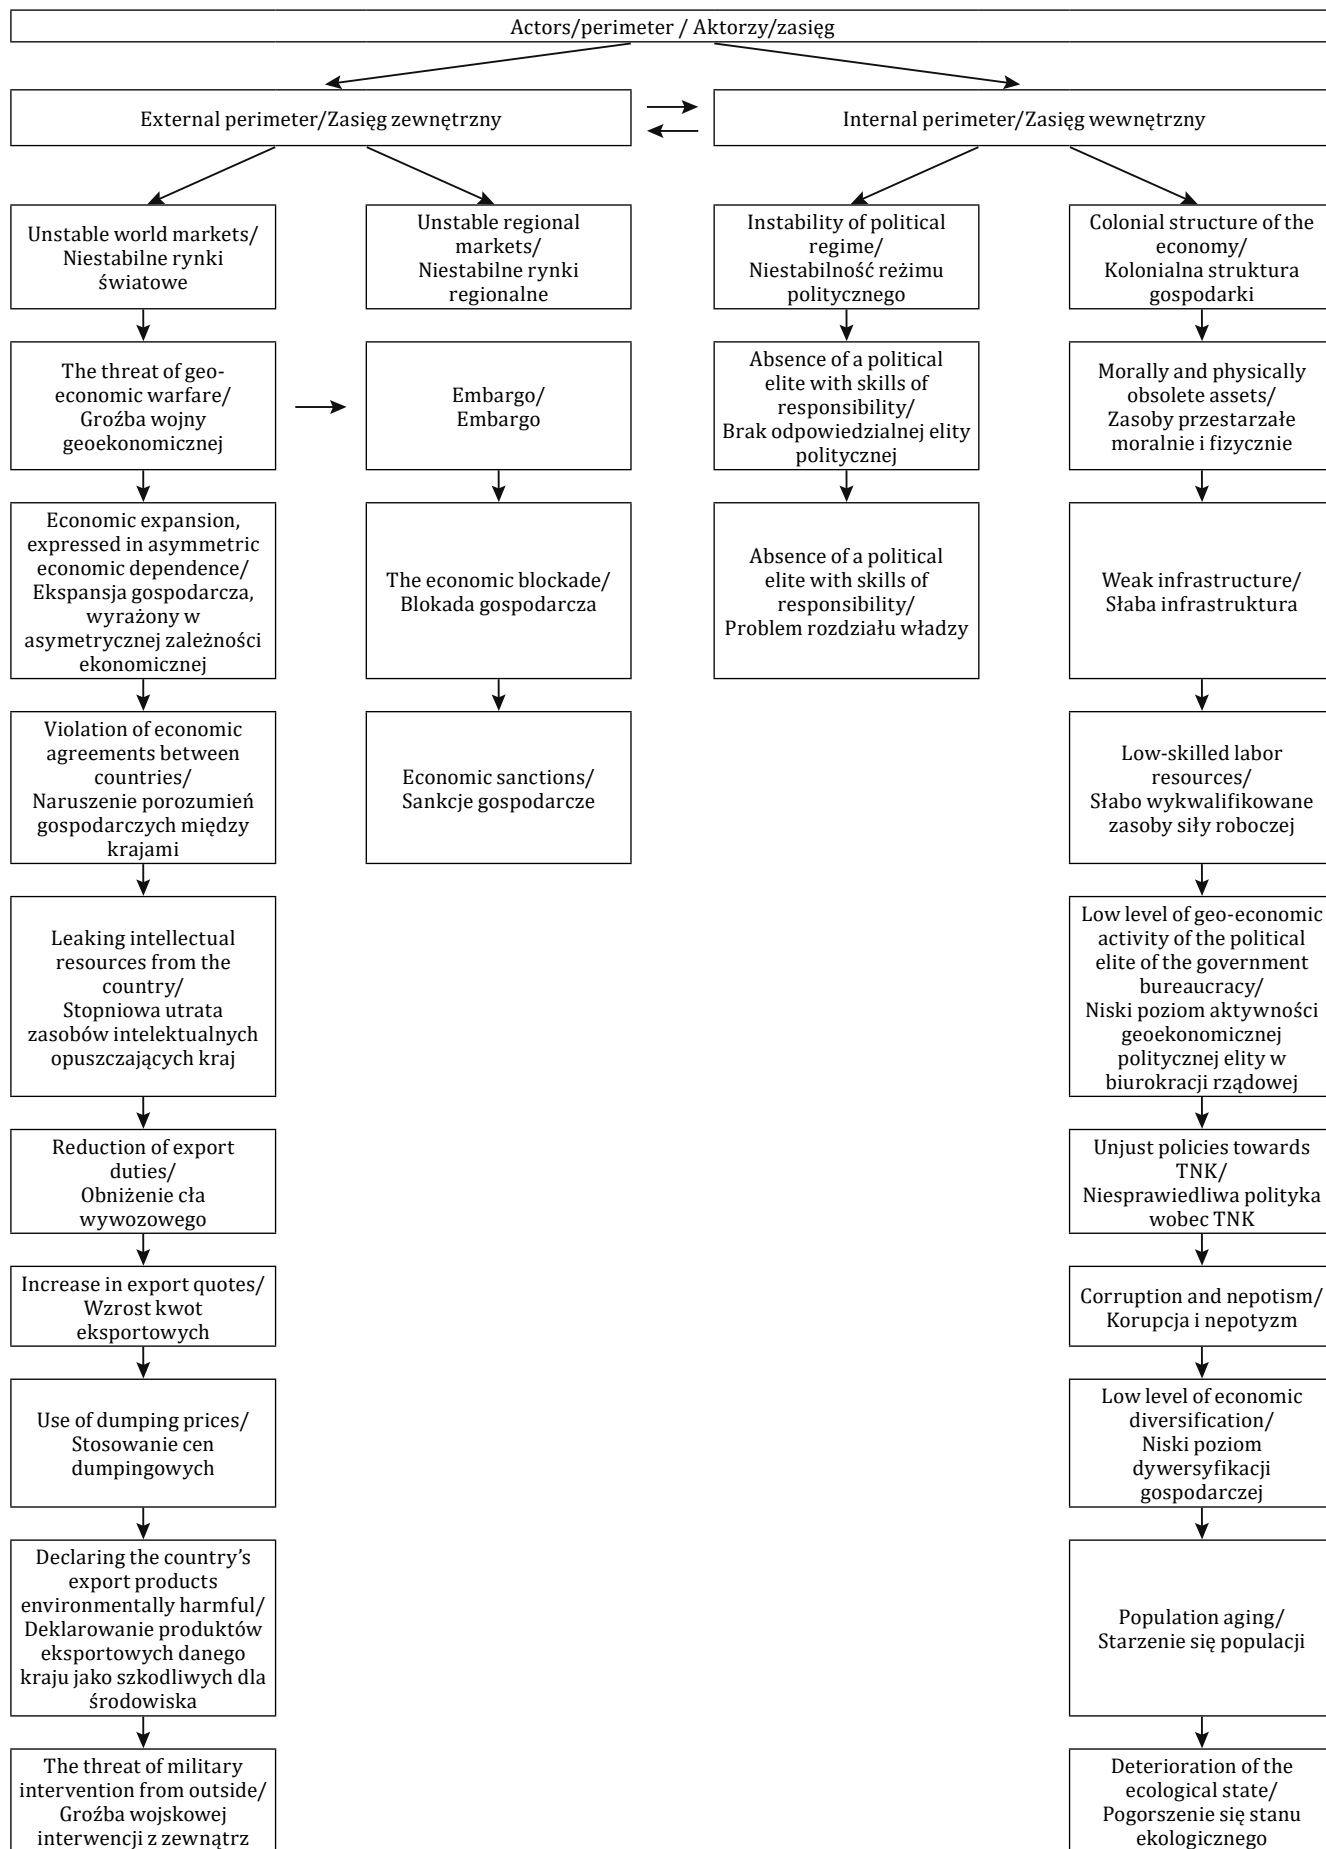 Actors/perimeter / Aktorzy/zasięg
External perimeter/Zasięg zewnętrzny
Internal perimeter/Zasięg wewnętrzny
Unstable world markets/
Niestabilne rynki
światowe
Unstable regional
markets/
Niestabilne rynki
regionalne
Instability of political
regime/
Niestabilność reżimu
politycznego
Colonial structure of the
economy/
Kolonialna struktura
gospodarki
The threat of geo-
economic warfare/
Groźba wojny
geoekonomicznej
Embargo/
Embargo
Absence of a political
elite with skills of
responsibility/
Brak odpowiedzialnej elity
politycznej
Morally and physically
obsolete assets/
Zasoby przestarzałe
moralnie i fizycznie
Economic expansion,
expressed in asymmetric
economic dependence/
Ekspansja gospodarcza,
wyrażony w
asymetrycznej zależności
ekonomicznej
The economic blockade/
Blokada gospodarcza
Absence of a political
elite with skills of
responsibility/
Problem rozdziału władzy
Weak infrastructure/
Słaba infrastruktura
Violation of economic
agreements between
countries/
Naruszenie porozumień
gospodarczych między
krajami
Economic sanctions/
Sankcje gospodarcze
Low-skilled labor
resources/
Słabo wykwalifikowane
zasoby siły roboczej
Leaking intellectual
resources from the
country/
Stopniowa utrata
zasobów intelektualnych
opuszczających kraj
Low level of geo-economic
activity of the political
elite of the government
bureaucracy/
Niski poziom aktywności
geoekonomicznej
politycznej elity w
biurokracji rządowej
Reduction of export
duties/
Obniżenie cła
wywozowego
Unjust policies towards
TNK/
Niesprawiedliwa polityka
wobec TNK
Increase in export quotes/
Wzrost kwot
eksportowych
Corruption and nepotism/
Korupcja i nepotyzm
Use of dumping prices/
Stosowanie cen
dumpingowych
Low level of economic
diversification/
Niski poziom
dywersyfikacji
gospodarczej
Declaring the country’s
export products
environmentally harmful/
Deklarowanie produktów
eksportowych danego
kraju jako szkodliwych dla
środowiska
Population aging/
Starzenie się populacji
The threat of military
intervention from outside/
Groźba wojskowej
interwencji z zewnątrz
Deterioration of the
ecological state/
Pogorszenie się stanu
ekologicznego